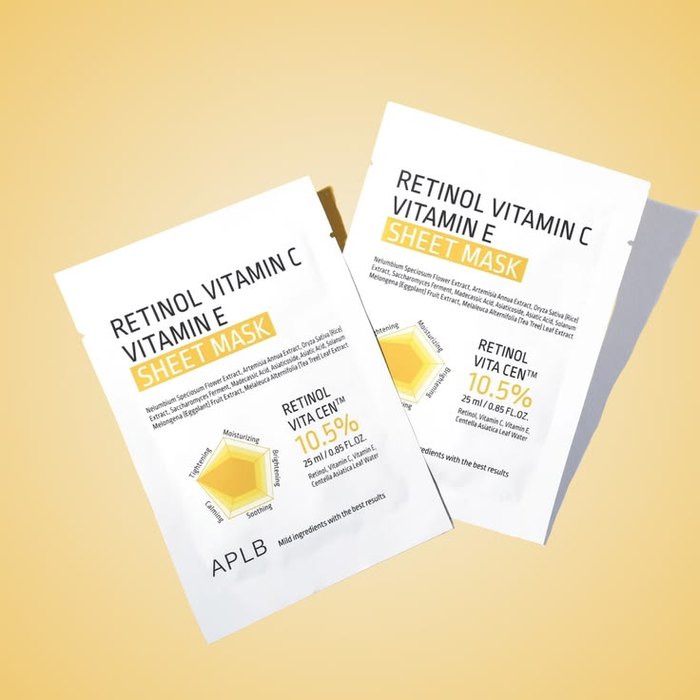 RETINOL VITAMIN C
VITAMIN E
SHEET MASK
Nelumbium Speciosum Flower Extract, Artemisia Annua Extract, Oryza Sativa (Rice)
Extract, Saccharomyces Ferment, Madecassic Acid, Asiaticoside, Asiatic Acid, Solanum
Melongena (Eggplant) Fruit Extract, Melaleuca Alternifolia (Tea Tree) Leaf Extract
Moisturizing
Tightening
Brightening
Calming
Soothing
RETINOL
VITA CEN™
10.5%
25 ml / 0.85 FL.OZ.
Retinol, Vitamin C, Vitamin E,
Centella Asiatica Leaf Water
APLB
Mild ingredients with the best results
RETINOL VITAMIN C
VITAMIN E
SHEET MASK
Nelumbium Speciosum Flower Extract, Artemisia Annua Extract, Oryza Sativa (Rice)
Extract, Saccharomyces Ferment, Madecassic Acid, Asiaticoside, Asiatic Acid, Solanum
Melongena (Eggplant) Fruit Extract, Melaleuca Alternifolia (Tea Tree) Leaf Extract
Moisturizing
Brightening
RETINOL
VITA CEN™
10.5%
25 ml / 0.85 FL.OZ.
Retinol, Vitamin C, Vitamin E,
Centella Asiatica Leaf Water
with the best results